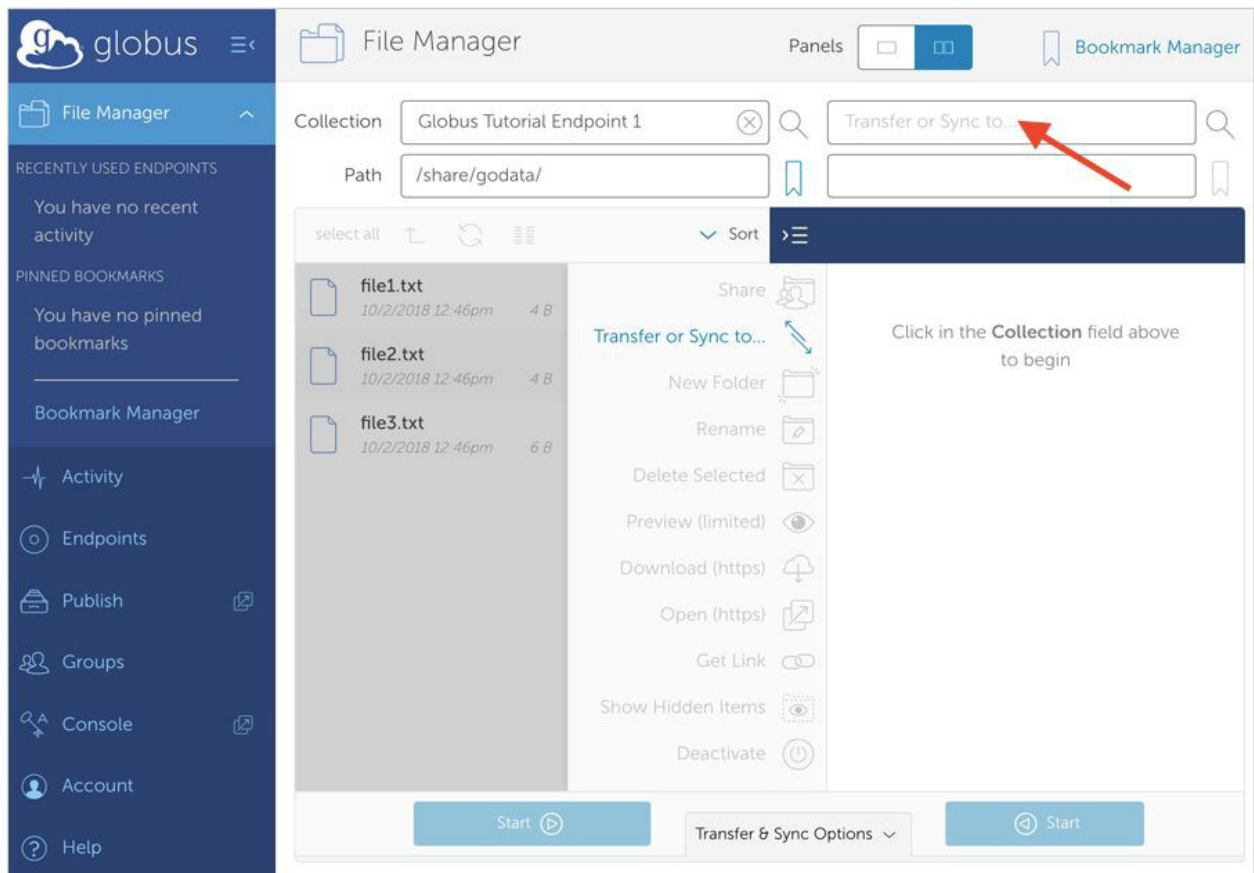 globus
File Manager
Panels
Bookmark Manager
File Manager
RECENTLY USED ENDPOINTS
You have no recent
activity
PINNED BOOKMARKS
You have no pinned
bookmarks
Bookmark Manager
Activity
Endpoints
Publish
Groups
Console
Account
Help
Collection
Globus Tutorial Endpoint 1
Transfer or Sync to...
Path
/share/godata/
select all
Sort
file1.txt
10/2/2018 12:46pm 4 B
file2.txt
10/2/2018 12:46pm 4 B
file3.txt
10/2/2018 12:46pm 6 B
Share
Transfer or Sync to...
New Folder
Rename
Delete Selected
Preview (limited)
Download (https)
Open (https)
Get Link
Show Hidden Items
Deactivate
Click in the Collection field above
to begin
Start
Transfer & Sync Options
Start